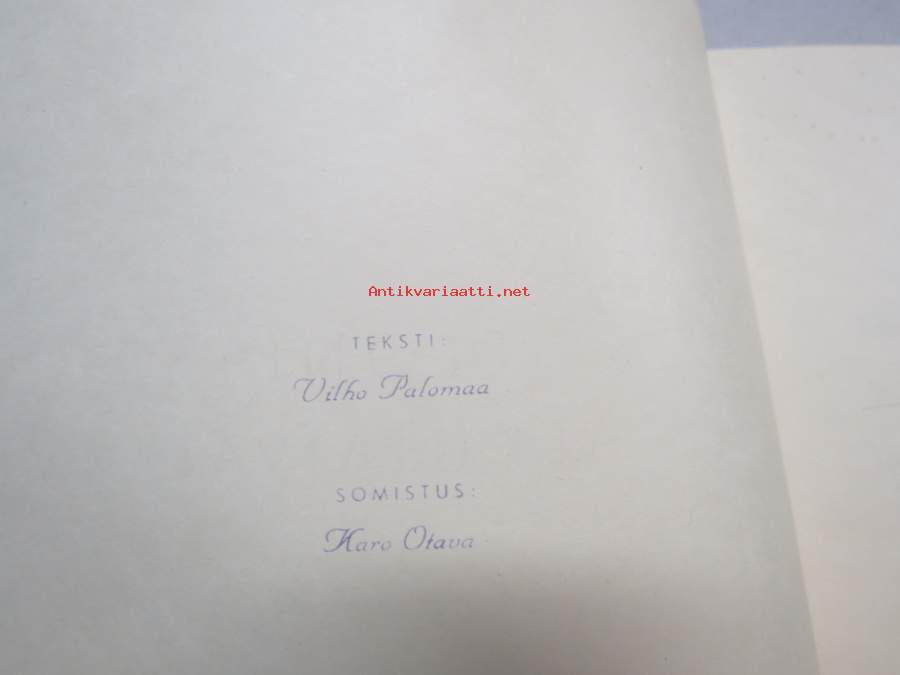 Antikvariaatti.net
TEKSTI:
Vilho Palomaa
SOMISTUS:
Karo Otava